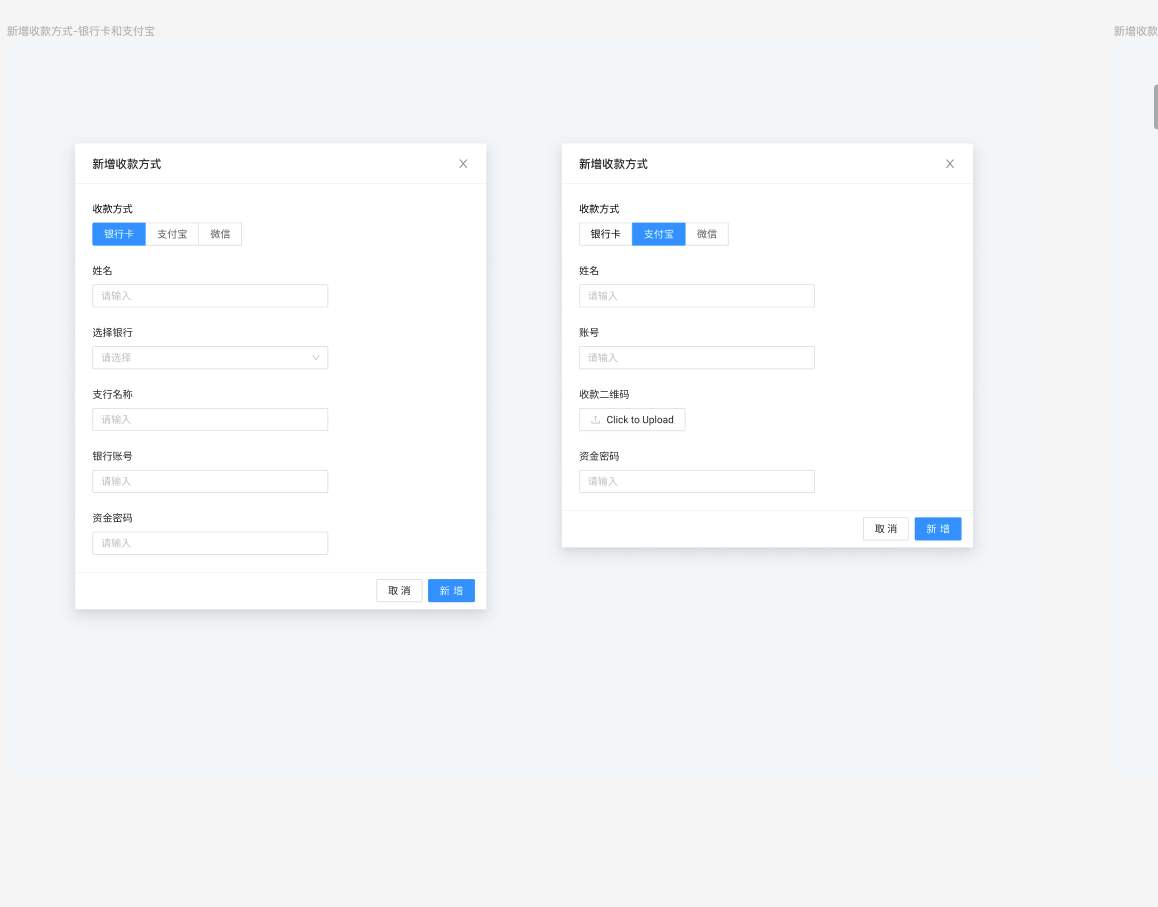 新增收款方式-银行卡和支付宝
新增收款
新增收款方式
收款方式
银行卡 支付宝 微信
姓名
请输入
选择银行
请选择
支行名称
请输入
银行账号
请输入
资金密码
请输入
取 消 新 增
新增收款方式
收款方式
银行卡 支付宝 微信
姓名
请输入
账号
请输入
收款二维码
Click to Upload
资金密码
请输入
取 消 新 增